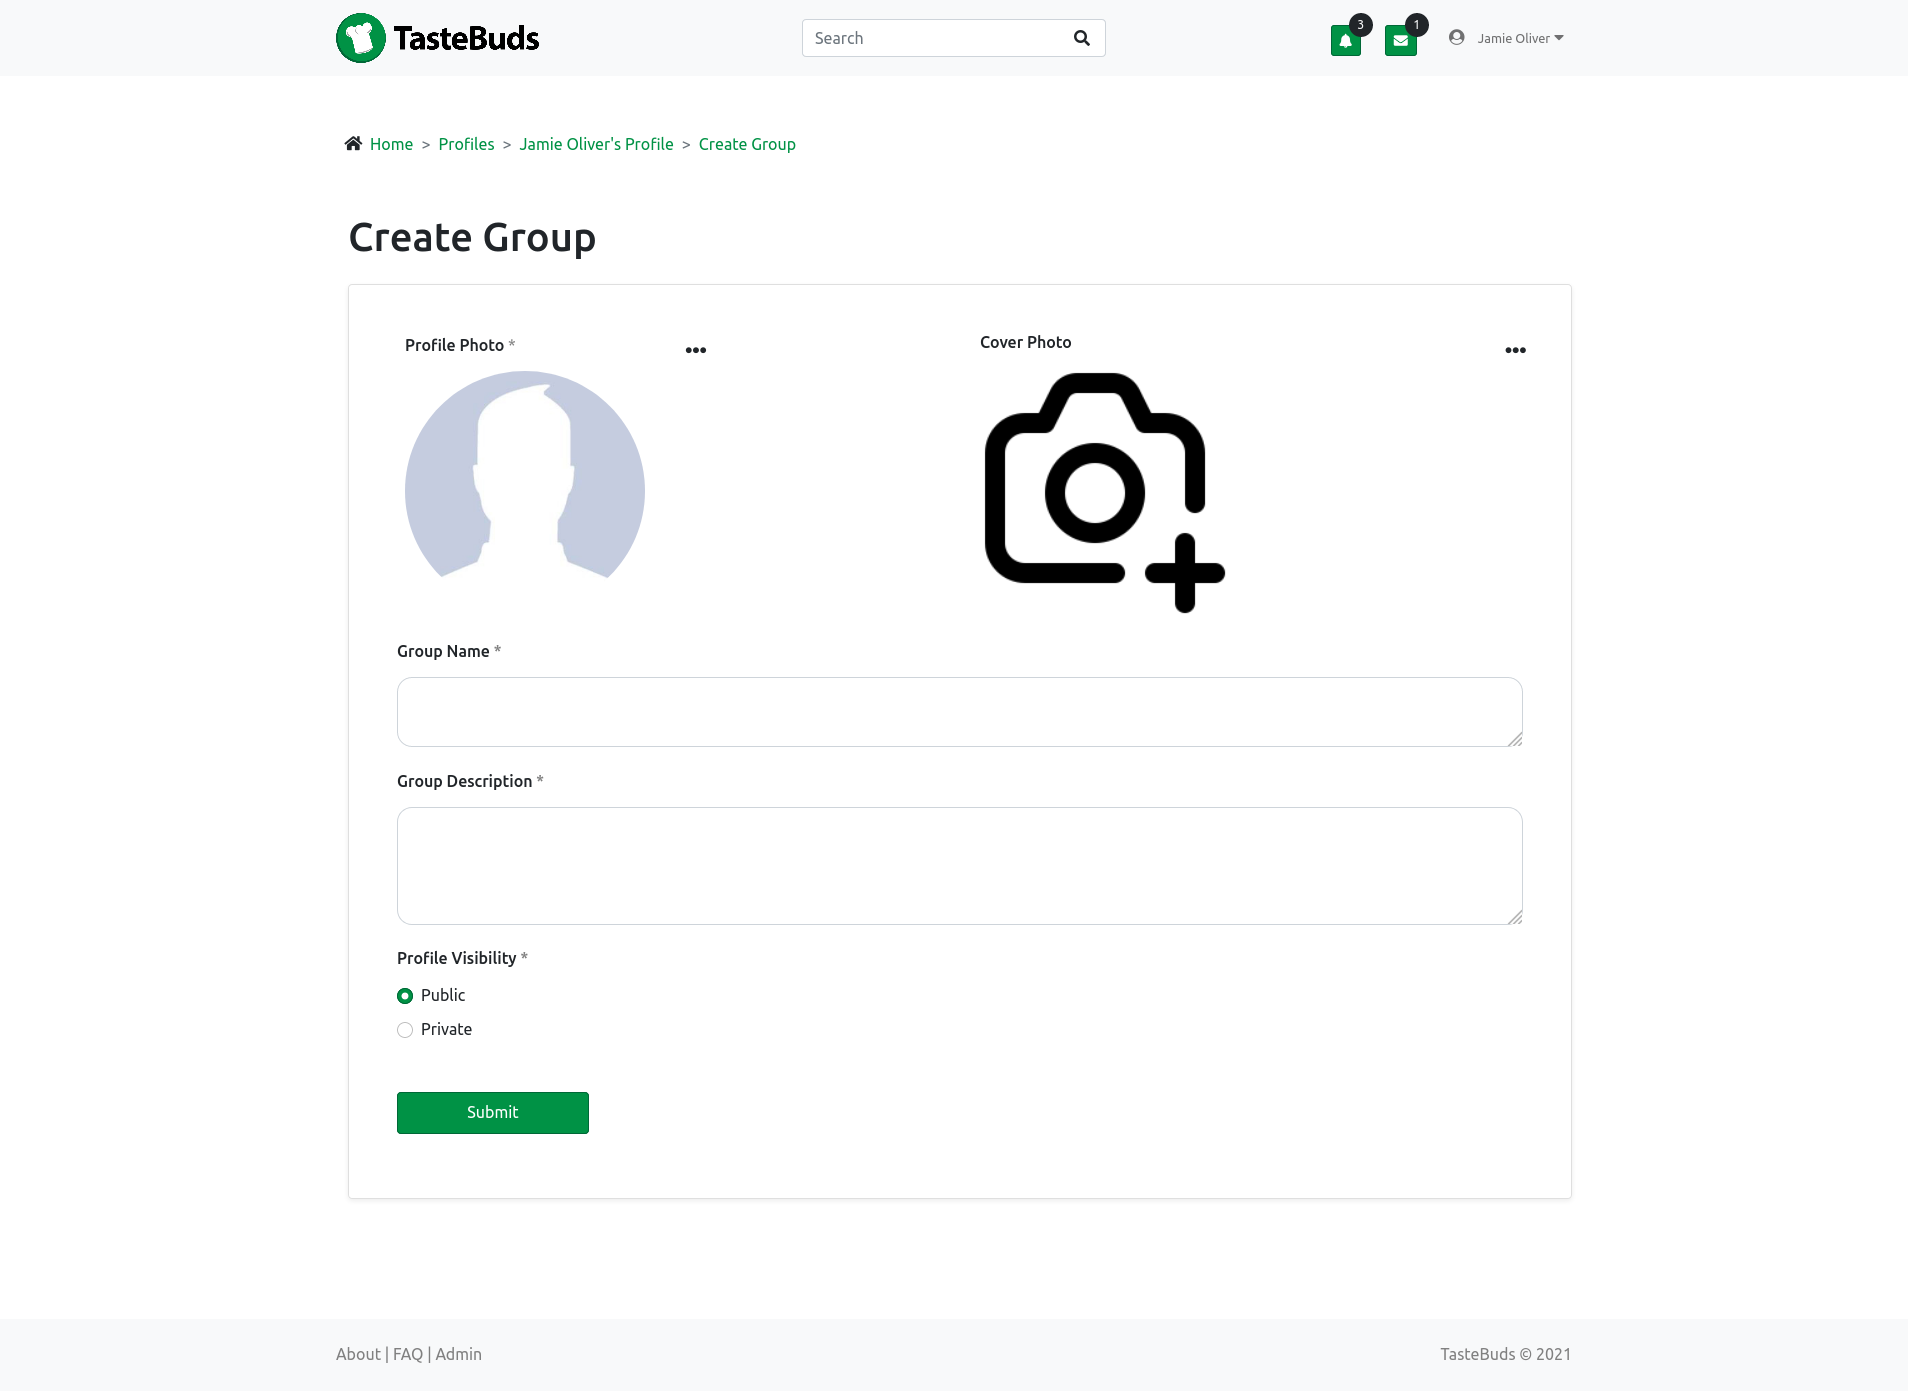 TasteBuds
Search
3
1
Jamie Oliver
Home > Profiles > Jamie Oliver's Profile > Create Group
Create Group
Profile Photo *
Cover Photo
Group Name *
Group Description *
Profile Visibility *
Public
Private
Submit
About | FAQ | Admin
TasteBuds © 2021